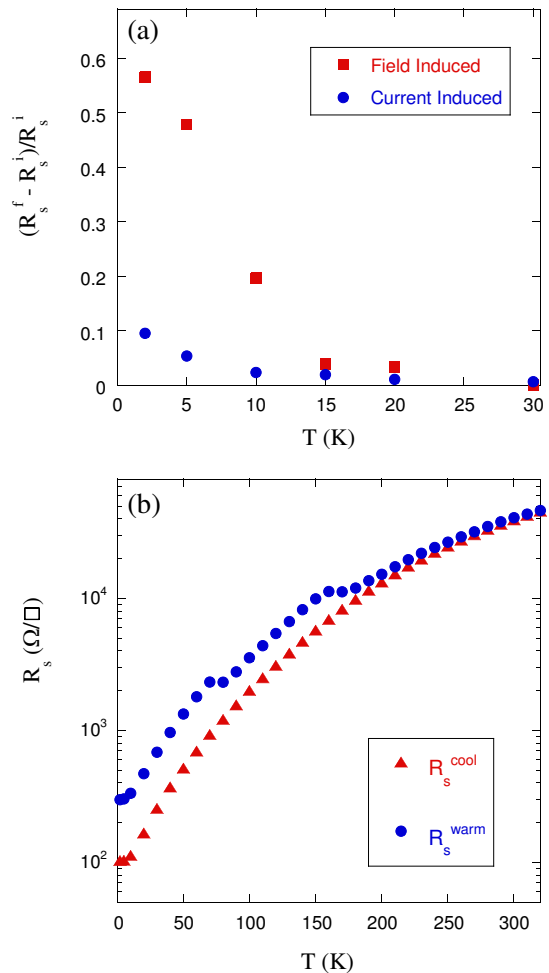 (a)
0.6
0.5
0.4
0.3
0.2
0.1
0
(R_s^f - R_s^i)/R_s^i
Field Induced
Current Induced
0 5 10 15 20 25 30
T (K)
(b)
10^4
10^3
10^2
R_s (Ω/□)
R_s^cool
R_s^warm
0 50 100 150 200 250 300
T (K)